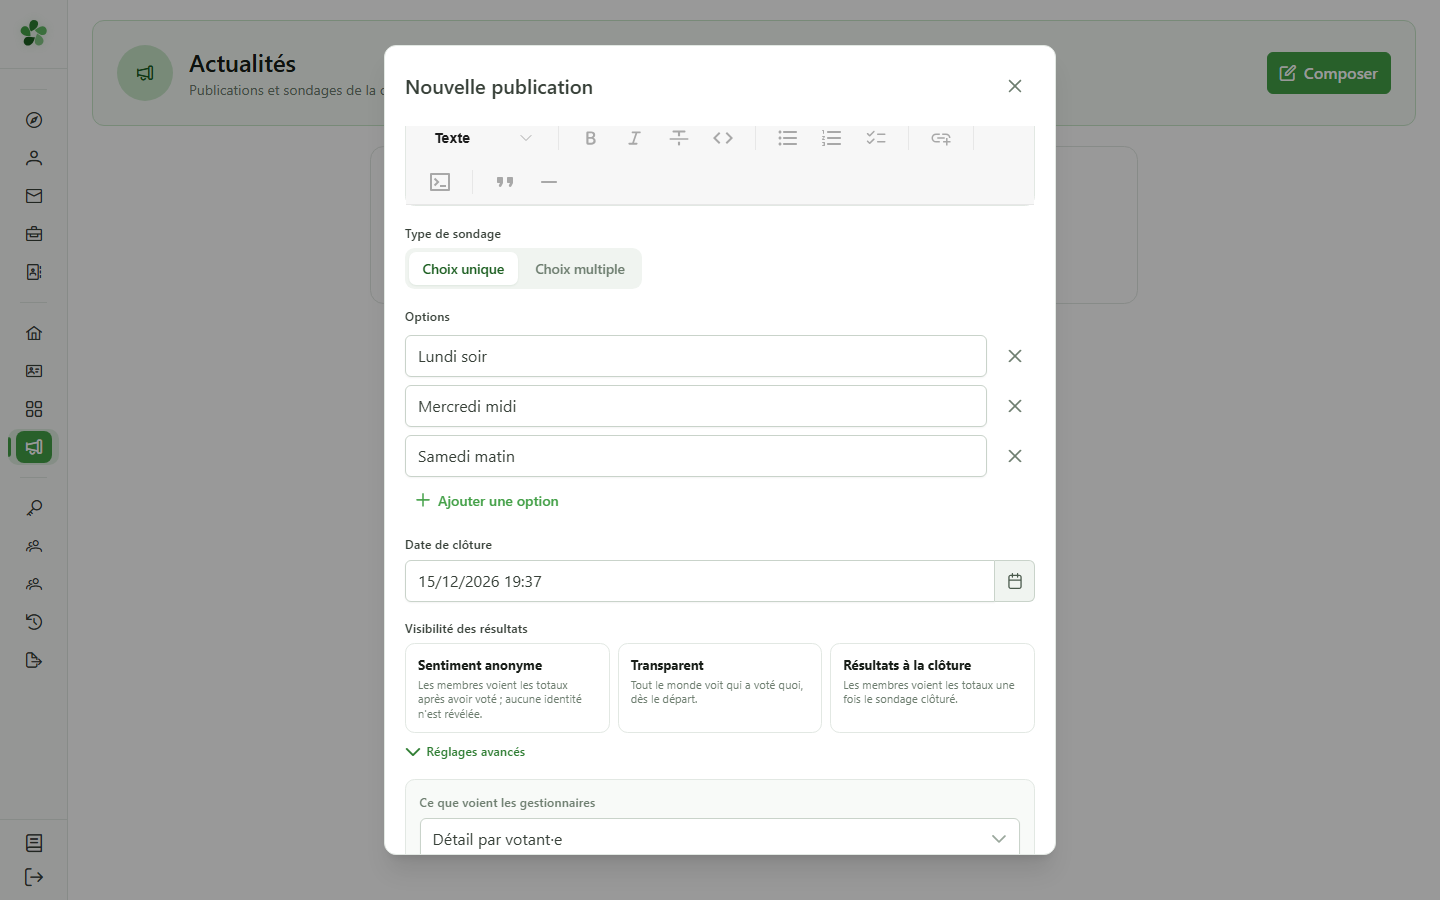 Actualités
Publications et sondages de la
Composer
Nouvelle publication
Texte
Type de sondage
Choix unique
Choix multiple
Options
Lundi soir
Mercredi midi
Samedi matin
Ajouter une option
Date de clôture
15/12/2026 19:37
Visibilité des résultats
Sentiment anonyme
Les membres voient les totaux
après avoir voté ; aucune identité
n'est révélée.
Transparent
Tout le monde voit qui a voté quoi,
dès le départ.
Résultats à la clôture
Les membres voient les totaux une
fois le sondage clôturé.
Réglages avancés
Ce que voient les gestionnaires
Détail par votant·e